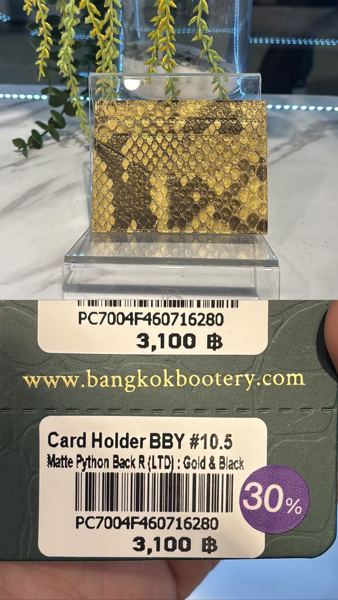 PC7004F460716280
3,100 ฿
www.bangkokbootery.com
Card Holder BBY #10.5
Matte Python Back R (LTD) : Gold & Black
30%
PC7004F460716280
3,100 ฿